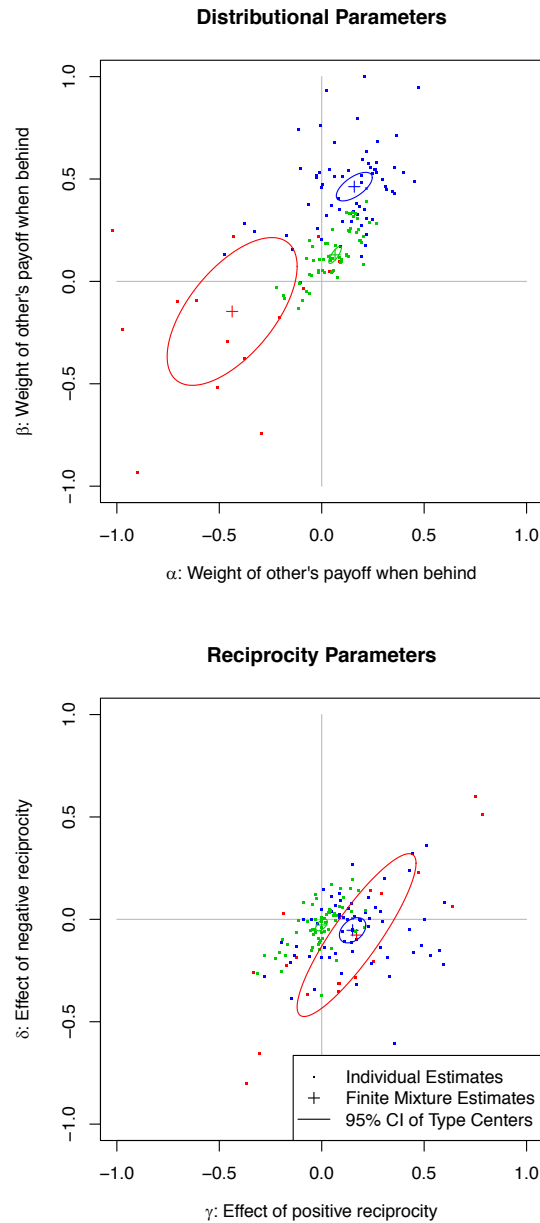 Distributional Parameters
β: Weight of other's payoff when behind
1.0
0.5
0.0
−0.5
−1.0
−1.0 −0.5 0.0 0.5 1.0
α: Weight of other's payoff when behind
Reciprocity Parameters
δ: Effect of negative reciprocity
1.0
0.5
0.0
−0.5
−1.0
Individual Estimates
Finite Mixture Estimates
95% CI of Type Centers
−1.0 −0.5 0.0 0.5 1.0
γ: Effect of positive reciprocity